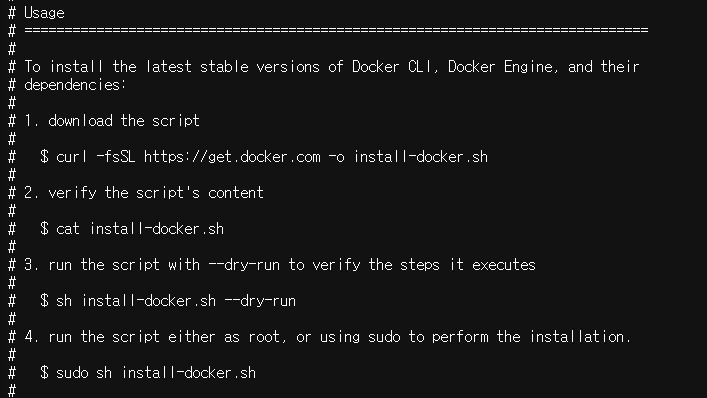 # Usage
# ==============================================================================
#
# To install the latest stable versions of Docker CLI, Docker Engine, and their
# dependencies:
#
# 1. download the script
#
#   $ curl -fsSL https://get.docker.com -o install-docker.sh
#
# 2. verify the script's content
#
#   $ cat install-docker.sh
#
# 3. run the script with --dry-run to verify the steps it executes
#
#   $ sh install-docker.sh --dry-run
#
# 4. run the script either as root, or using sudo to perform the installation.
#
#   $ sudo sh install-docker.sh
#